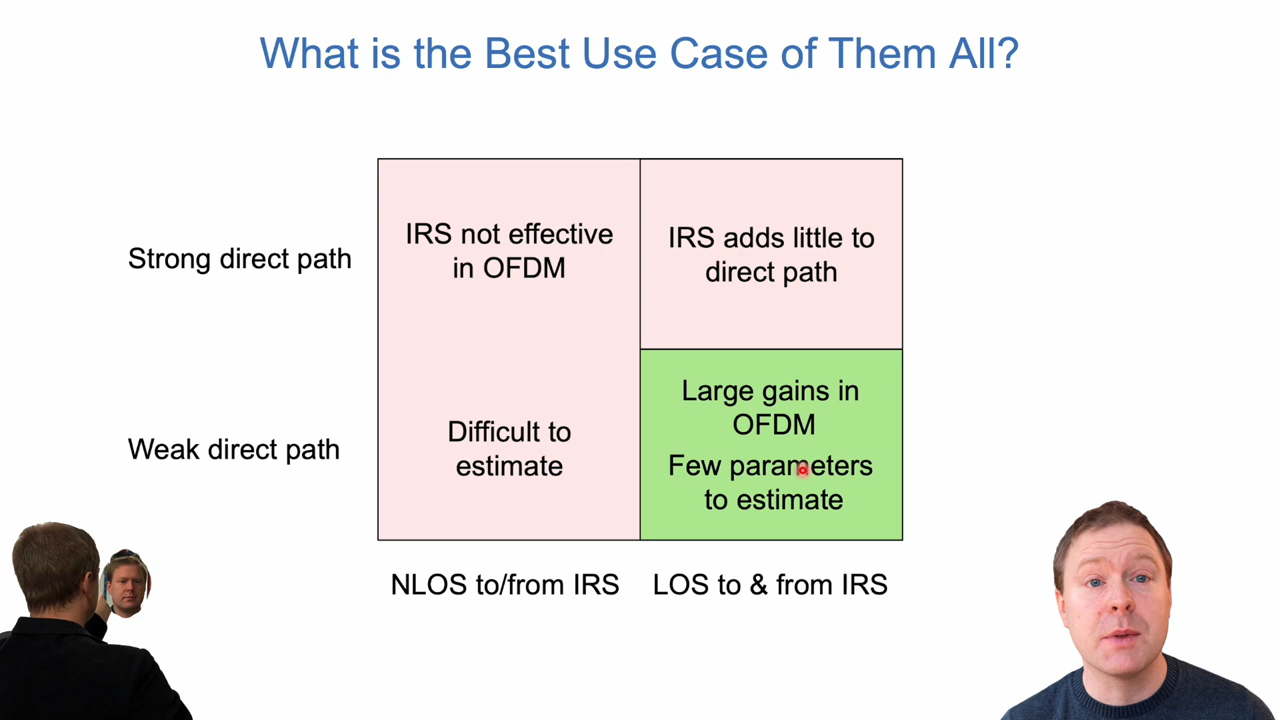 What is the Best Use Case of Them All?
Strong direct path
IRS not effective
in OFDM
IRS adds little to
direct path
Weak direct path
Difficult to
estimate
Large gains in
OFDM
Few parameters
to estimate
NLOS to/from IRS
LOS to & from IRS